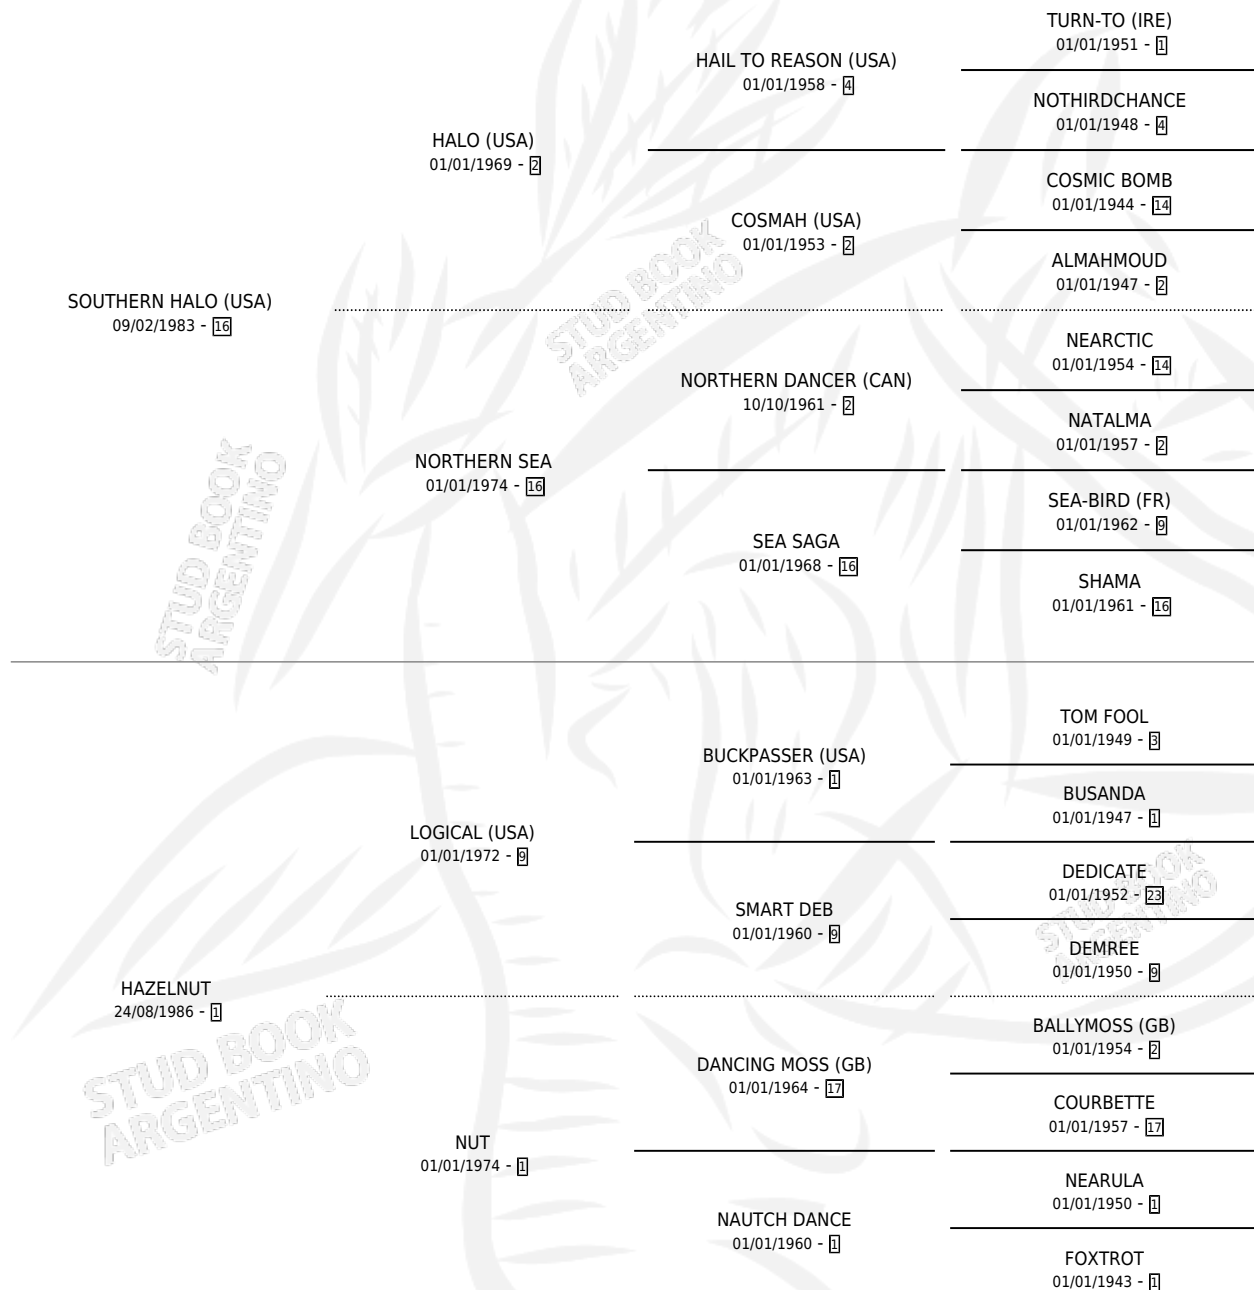 TURN-TO (IRE)
01/01/1951 - 1
HAIL TO REASON (USA)
01/01/1958 - 4
NOTHIRDCHANCE
01/01/1948 - 4
HALO (USA)
01/01/1969 - 2
COSMIC BOMB
01/01/1944 - 14
COSMAH (USA)
01/01/1953 - 2
ALMAHMOUD
01/01/1947 - 2
SOUTHERN HALO (USA)
09/02/1983 - 16
STUD BOOK
ARGENTINO
NEARCTIC
01/01/1954 - 14
NORTHERN DANCER (CAN)
10/10/1961 - 2
NATALMA
01/01/1957 - 2
NORTHERN SEA
01/01/1974 - 16
SEA-BIRD (FR)
01/01/1962 - 9
SEA SAGA
01/01/1968 - 16
SHAMA
01/01/1961 - 16
STUD BOOK
ARGENTINO
TOM FOOL
01/01/1949 - 3
BUCKPASSER (USA)
01/01/1963 - 1
BUSANDA
01/01/1947 - 1
LOGICAL (USA)
01/01/1972 - 9
DEDICATE
01/01/1952 - 23
SMART DEB
01/01/1960 - 9
STUD BOOK
ARGENTINO
DEMREE
01/01/1950 - 9
HAZELNUT
24/08/1986 - 1
BALLYMOSS (GB)
01/01/1954 - 2
DANCING MOSS (GB)
01/01/1964 - 17
COURBETTE
01/01/1957 - 17
STUD BOOK
ARGENTINO
NUT
01/01/1974 - 1
NEARULA
01/01/1950 - 1
NAUTCH DANCE
01/01/1960 - 1
FOXTROT
01/01/1943 - 1